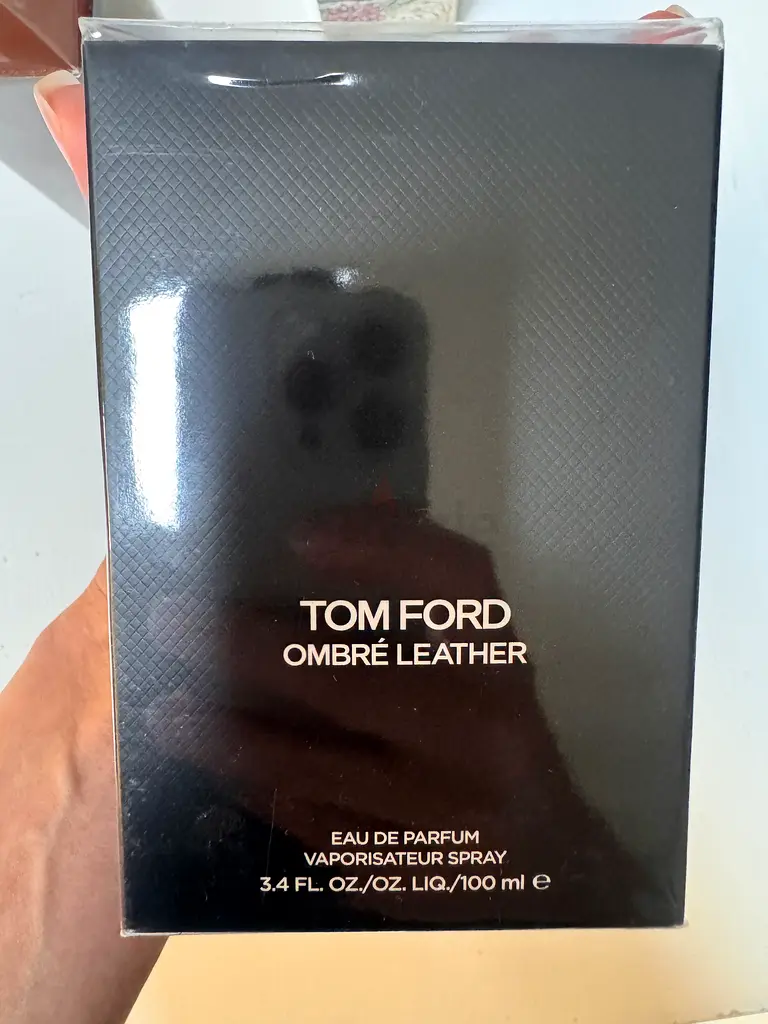 TOM FORD
OMBRÉ LEATHER
EAU DE PARFUM
VAPORISATEUR SPRAY
3.4 FL. OZ./OZ. LIQ./100 ml ℮